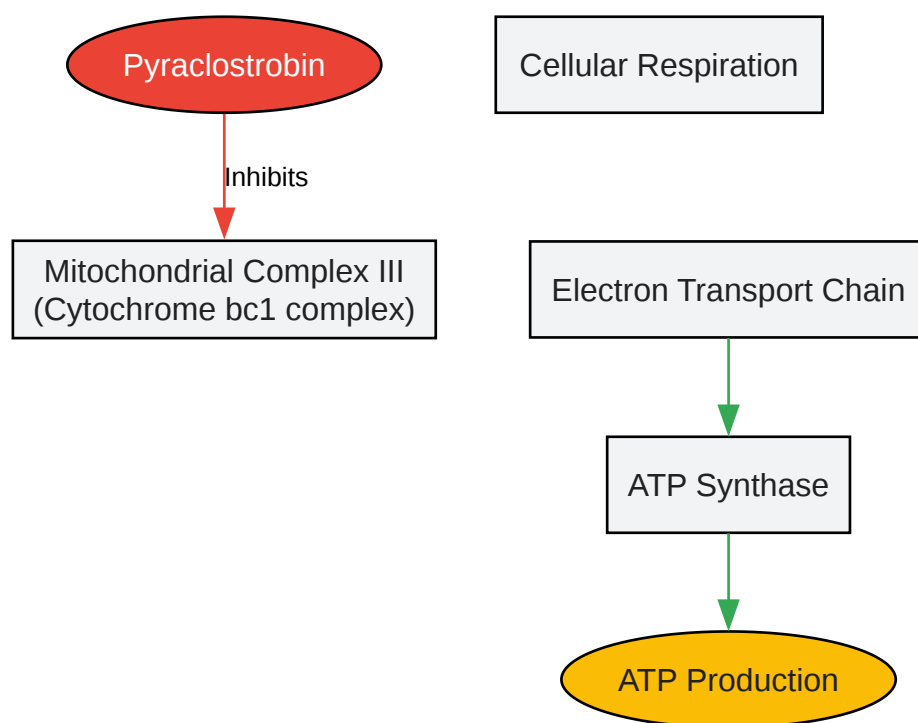 Pyraclostrobin
Cellular Respiration
Inhibits
Mitochondrial Complex III
(Cytochrome bc1 complex)
Electron Transport Chain
ATP Synthase
ATP Production